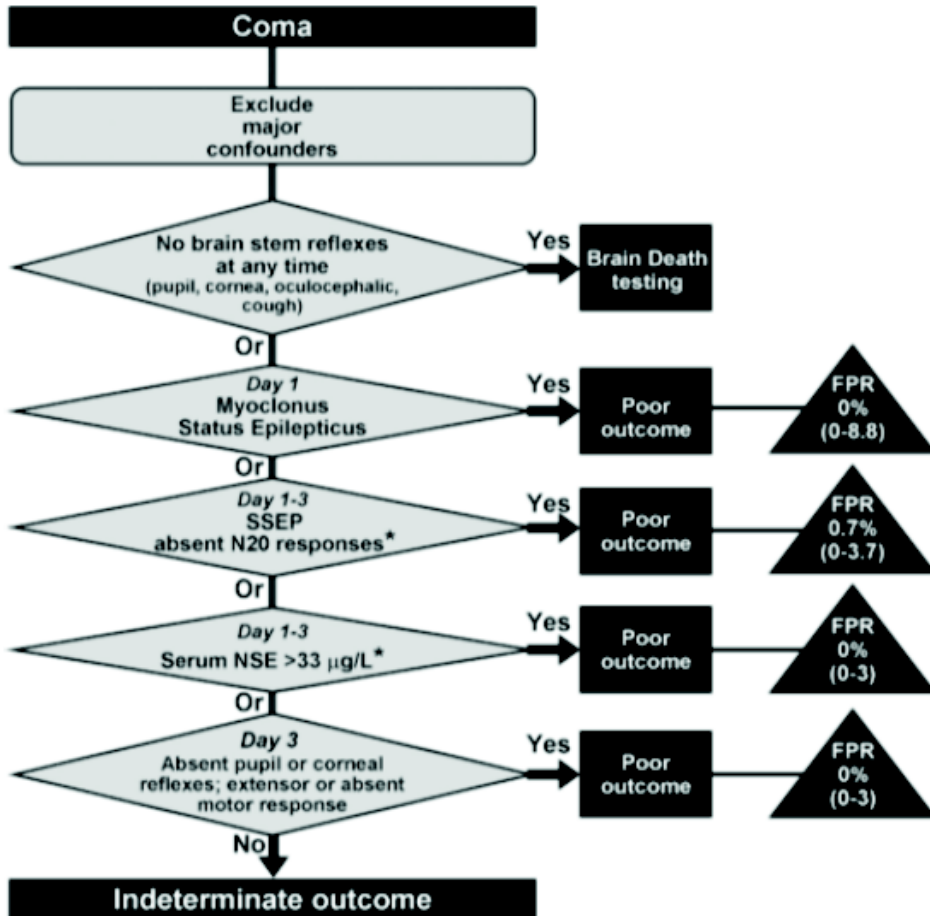 Coma
Exclude
major
confounders
No brain stem reflexes
at any time
(pupil, cornea, oculocephalic,
cough)
Yes
Brain Death
testing
Or
Day 1
Myoclonus
Status Epilepticus
Yes
Poor
outcome
FPR
0%
(0-8.8)
Or
Day 1-3
SSEP
absent N20 responses*
Yes
Poor
outcome
FPR
0.7%
(0-3.7)
Or
Day 1-3
Serum NSE >33 µg/L*
Yes
Poor
outcome
FPR
0%
(0-3)
Or
Day 3
Absent pupil or corneal
reflexes; extensor or absent
motor response
Yes
Poor
outcome
FPR
0%
(0-3)
No
Indeterminate outcome